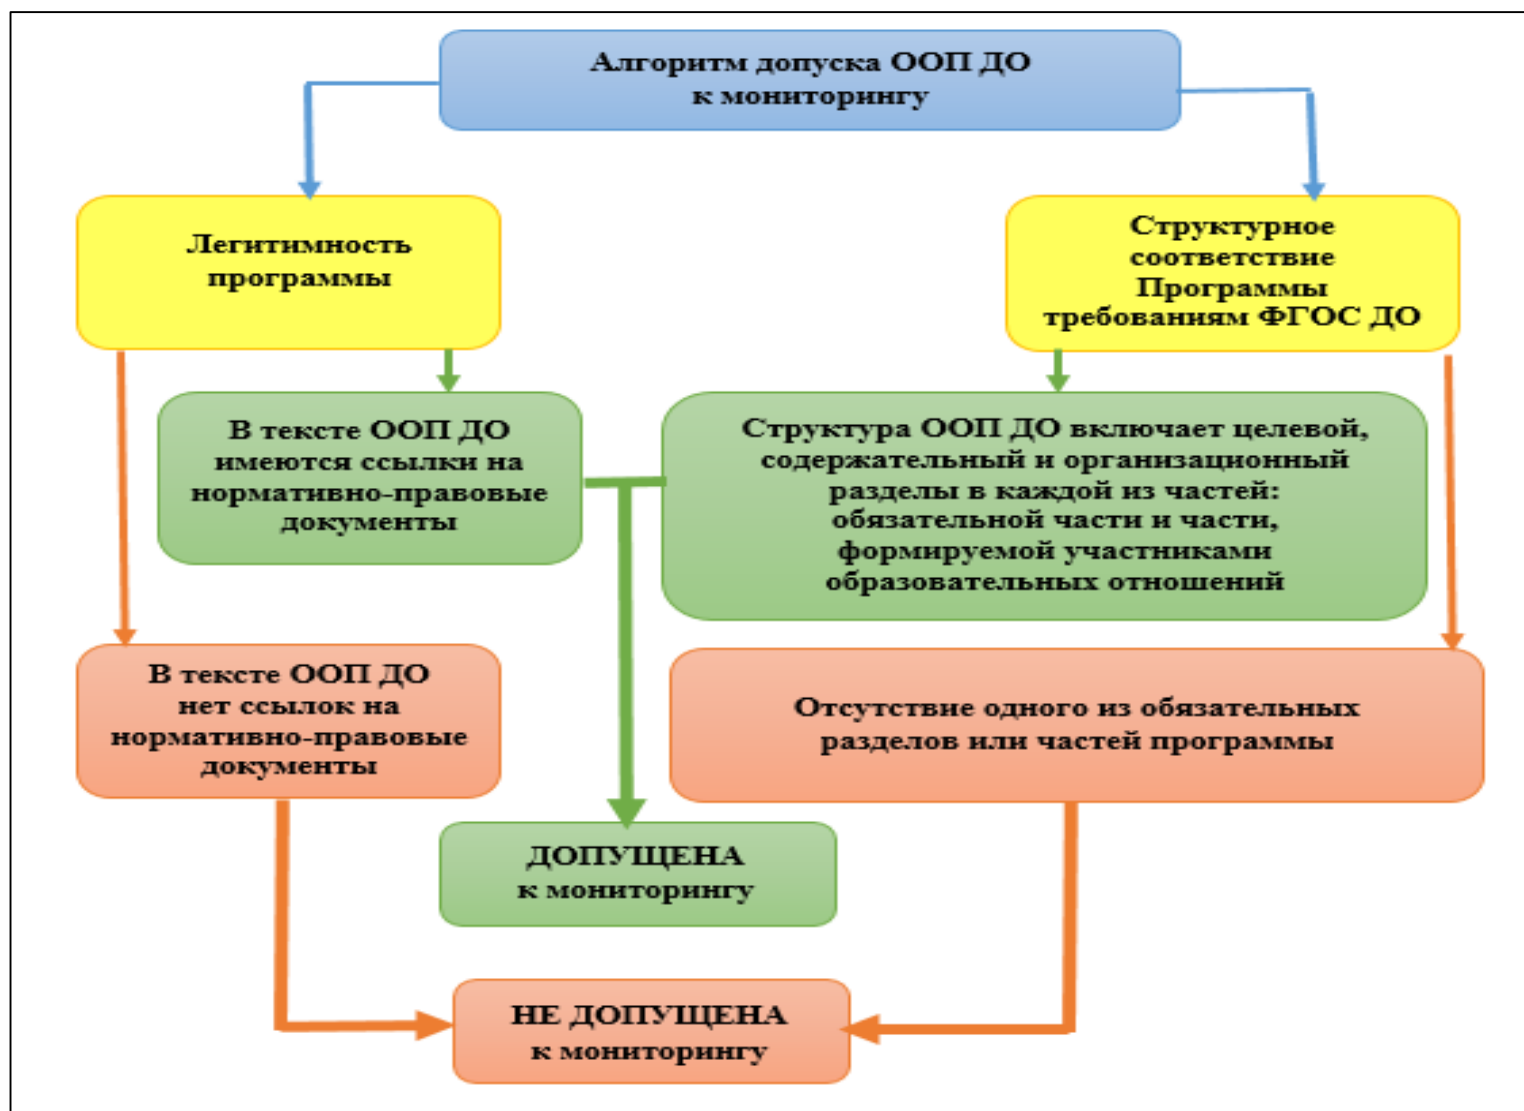 Алгоритм допуска ООП ДО
к мониторингу
Легитимность
программы
Структурное
соответствие
Программы
требованиям ФГОС ДО
В тексте ООП ДО
имеются ссылки на
нормативно-правовые
документы
Структура ООП ДО включает целевой,
содержательный и организационный
разделы в каждой из частей:
обязательной части и части,
формируемой участниками
образовательных отношений
В тексте ООП ДО
нет ссылок на
нормативно-правовые
документы
Отсутствие одного из обязательных
разделов или частей программы
ДОПУЩЕНА
к мониторингу
НЕ ДОПУЩЕНА
к мониторингу